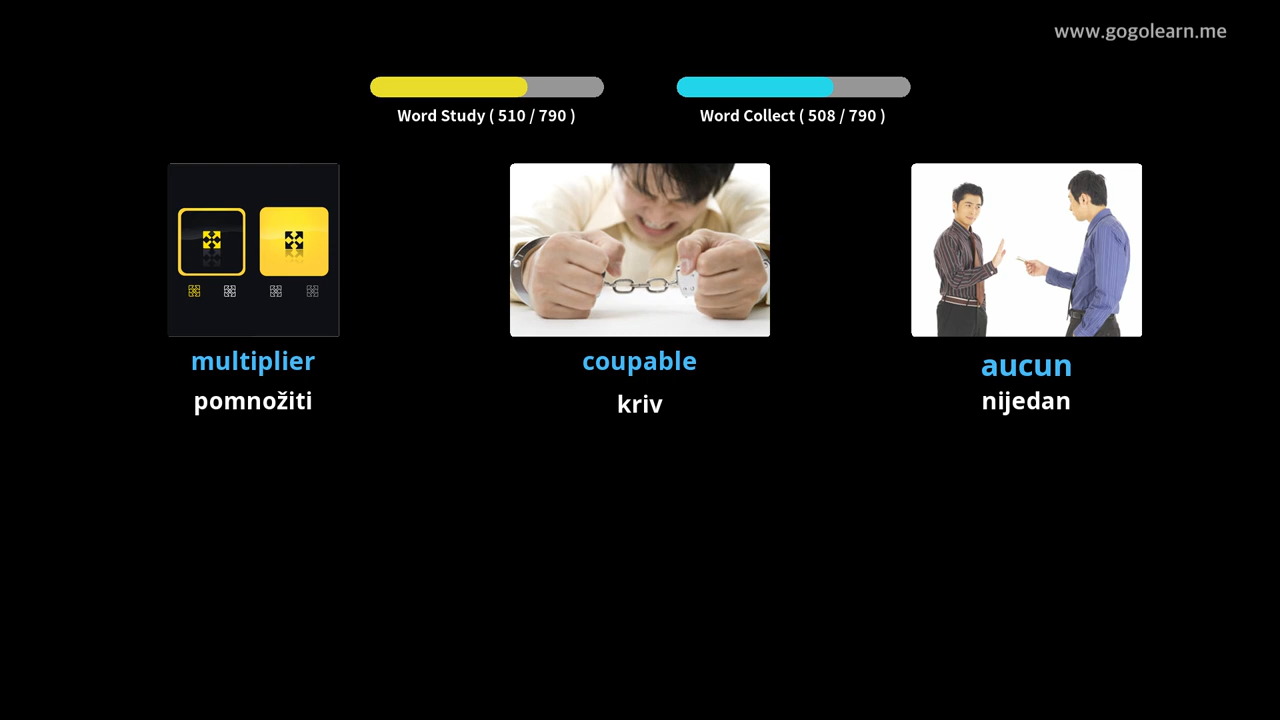 www.gogolearn.me
Word Study ( 510 / 790 )
Word Collect ( 508 / 790 )
multiplier
pomnožiti
coupable
kriv
aucun
nijedan